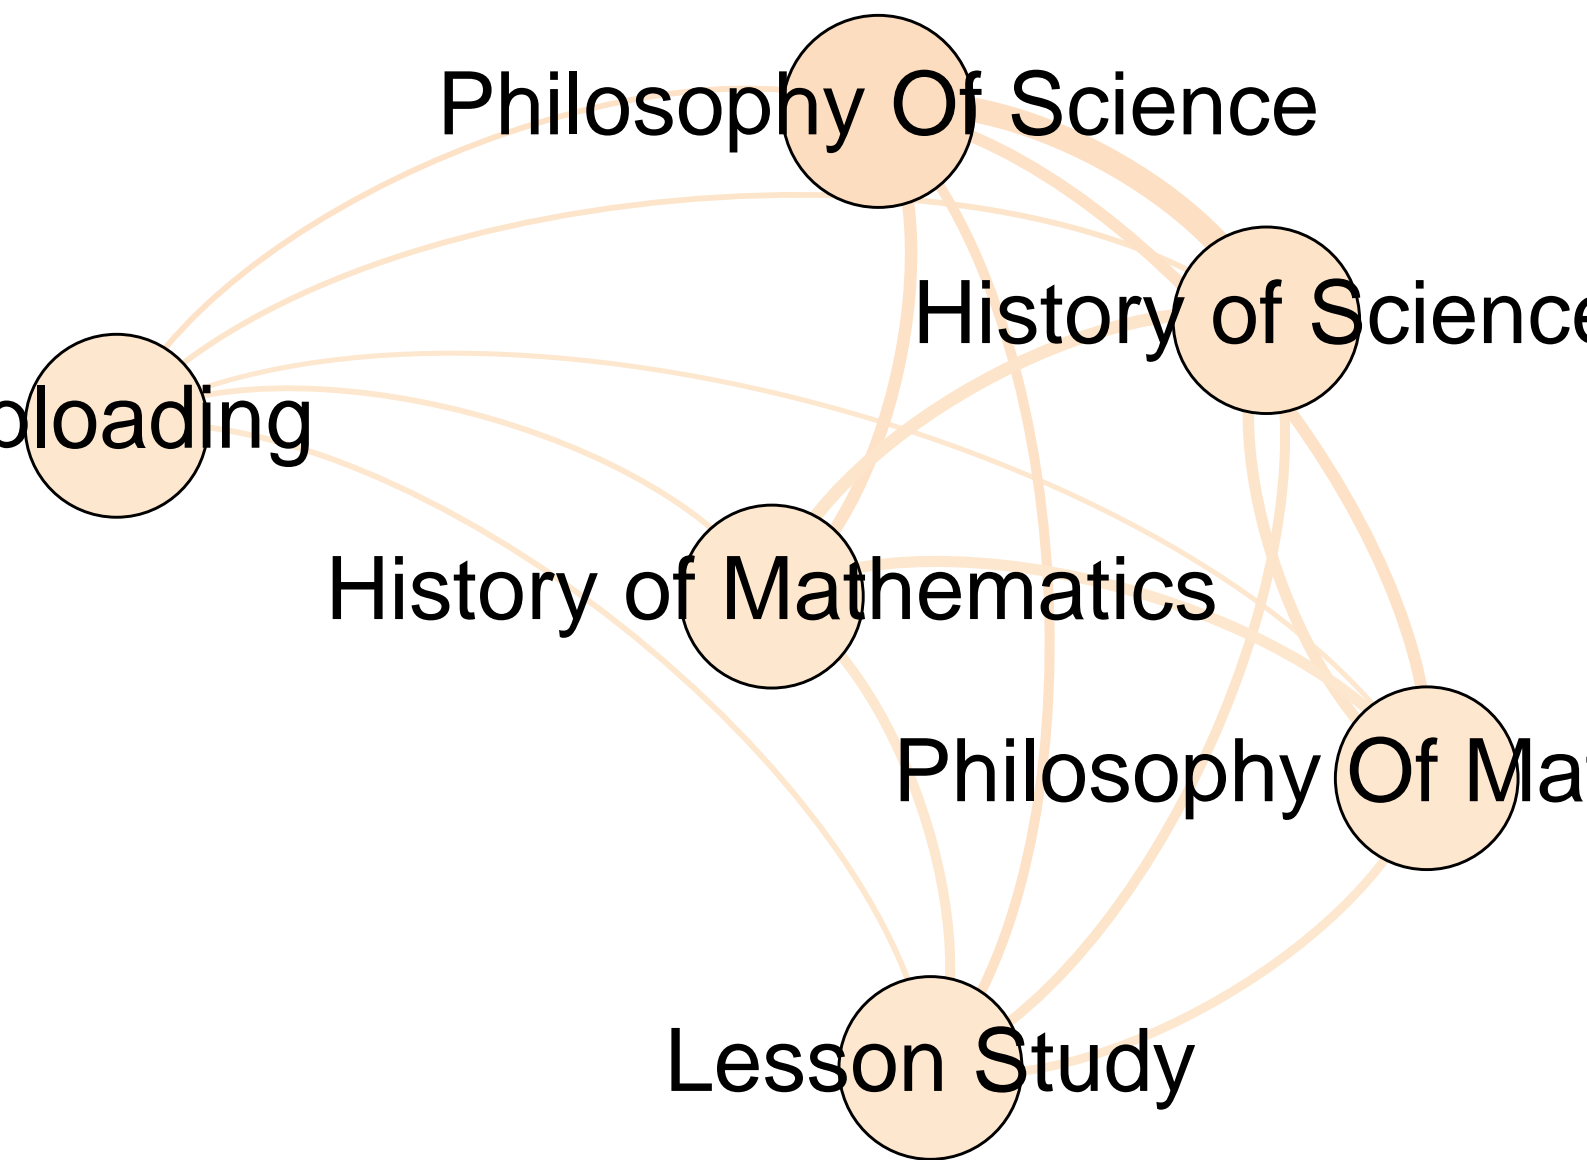 Philosophy Of Science
History of Science
ploading
History of Mathematics
Philosophy Of Ma
Lesson Study